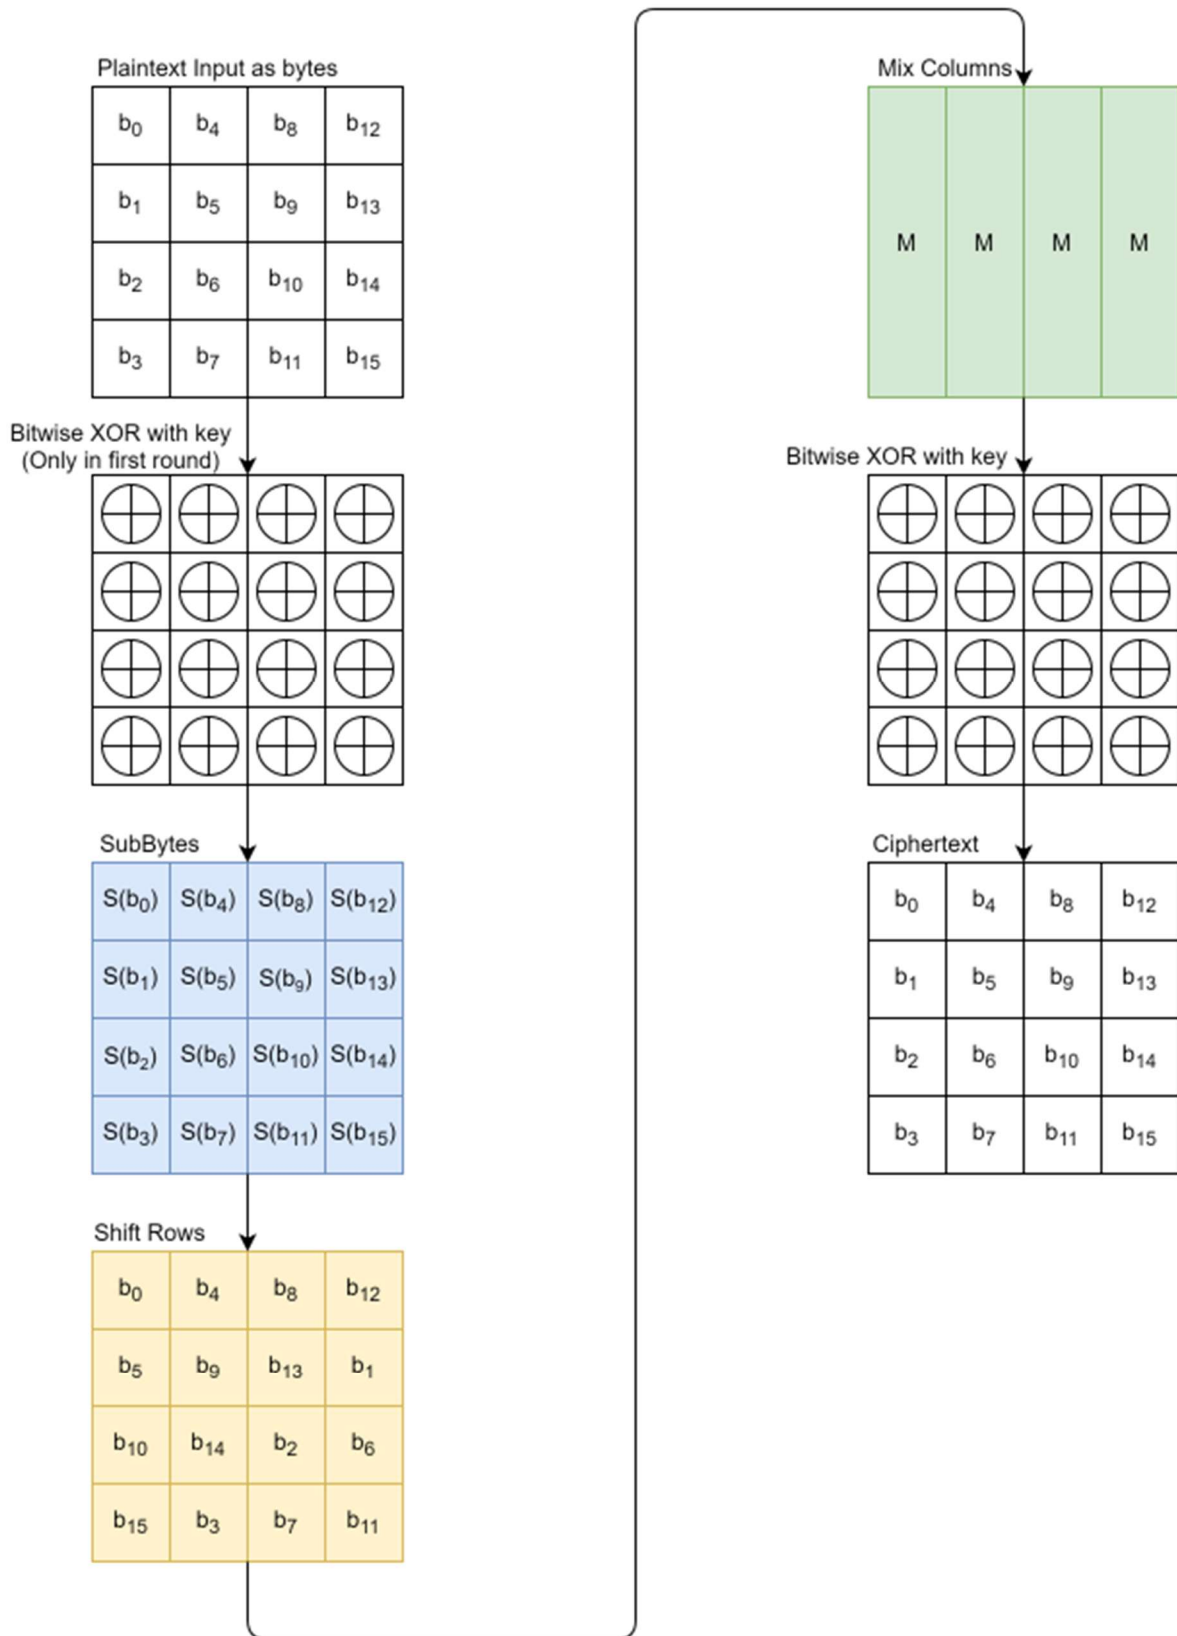 Plaintext Input as bytes
b₀ b₄ b₈ b₁₂
b₁ b₅ b₉ b₁₃
b₂ b₆ b₁₀ b₁₄
b₃ b₇ b₁₁ b₁₅
Bitwise XOR with key
(Only in first round)
SubBytes
S(b₀) S(b₄) S(b₈) S(b₁₂)
S(b₁) S(b₅) S(b₉) S(b₁₃)
S(b₂) S(b₆) S(b₁₀) S(b₁₄)
S(b₃) S(b₇) S(b₁₁) S(b₁₅)
Shift Rows
b₀ b₄ b₈ b₁₂
b₅ b₉ b₁₃ b₁
b₁₀ b₁₄ b₂ b₆
b₁₅ b₃ b₇ b₁₁
Mix Columns
M M M M
Bitwise XOR with key
Ciphertext
b₀ b₄ b₈ b₁₂
b₁ b₅ b₉ b₁₃
b₂ b₆ b₁₀ b₁₄
b₃ b₇ b₁₁ b₁₅